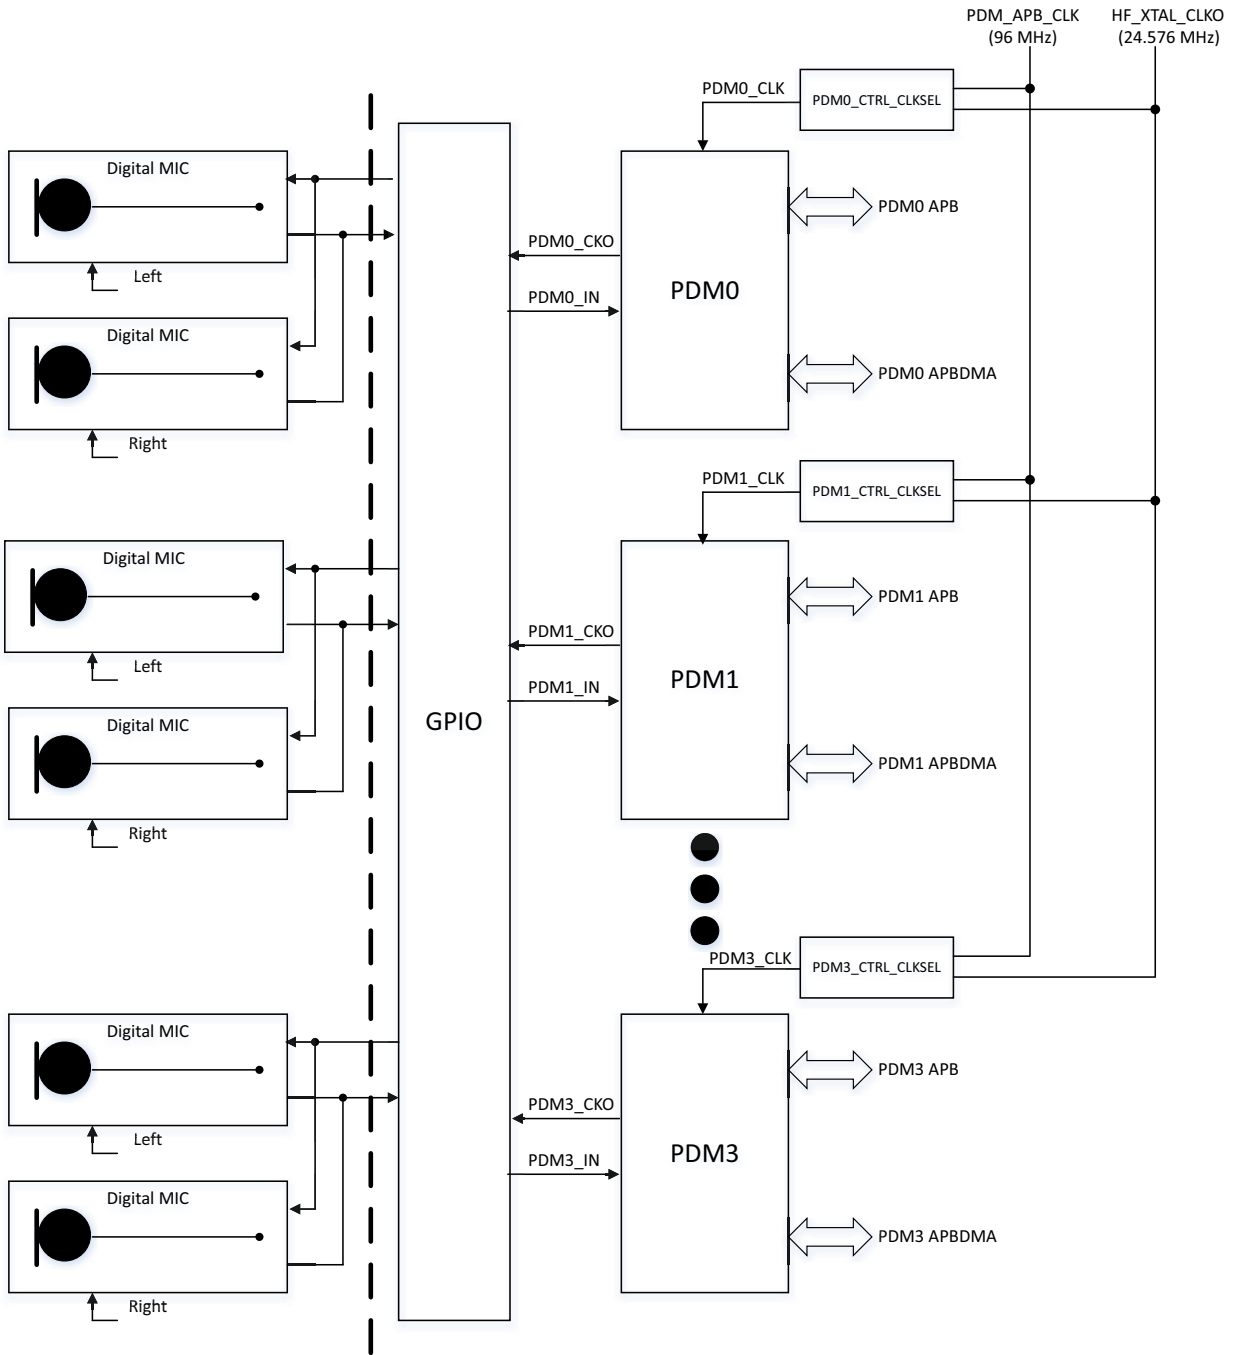 PDM_APB_CLK
(96 MHz)
HF_XTAL_CLKO
(24.576 MHz)
PDM0_CLK
PDM0_CTRL_CLKSEL
Digital MIC
Left
PDM0 APB
PDM0_CKO
PDM0
PDM0_IN
Digital MIC
Right
PDM0 APBDMA
PDM1_CLK
PDM1_CTRL_CLKSEL
Digital MIC
Left
PDM1 APB
PDM1_CKO
PDM1
PDM1_IN
GPIO
Digital MIC
Right
PDM1 APBDMA
PDM3_CLK
PDM3_CTRL_CLKSEL
Digital MIC
Left
PDM3 APB
PDM3_CKO
PDM3
PDM3_IN
Digital MIC
Right
PDM3 APBDMA